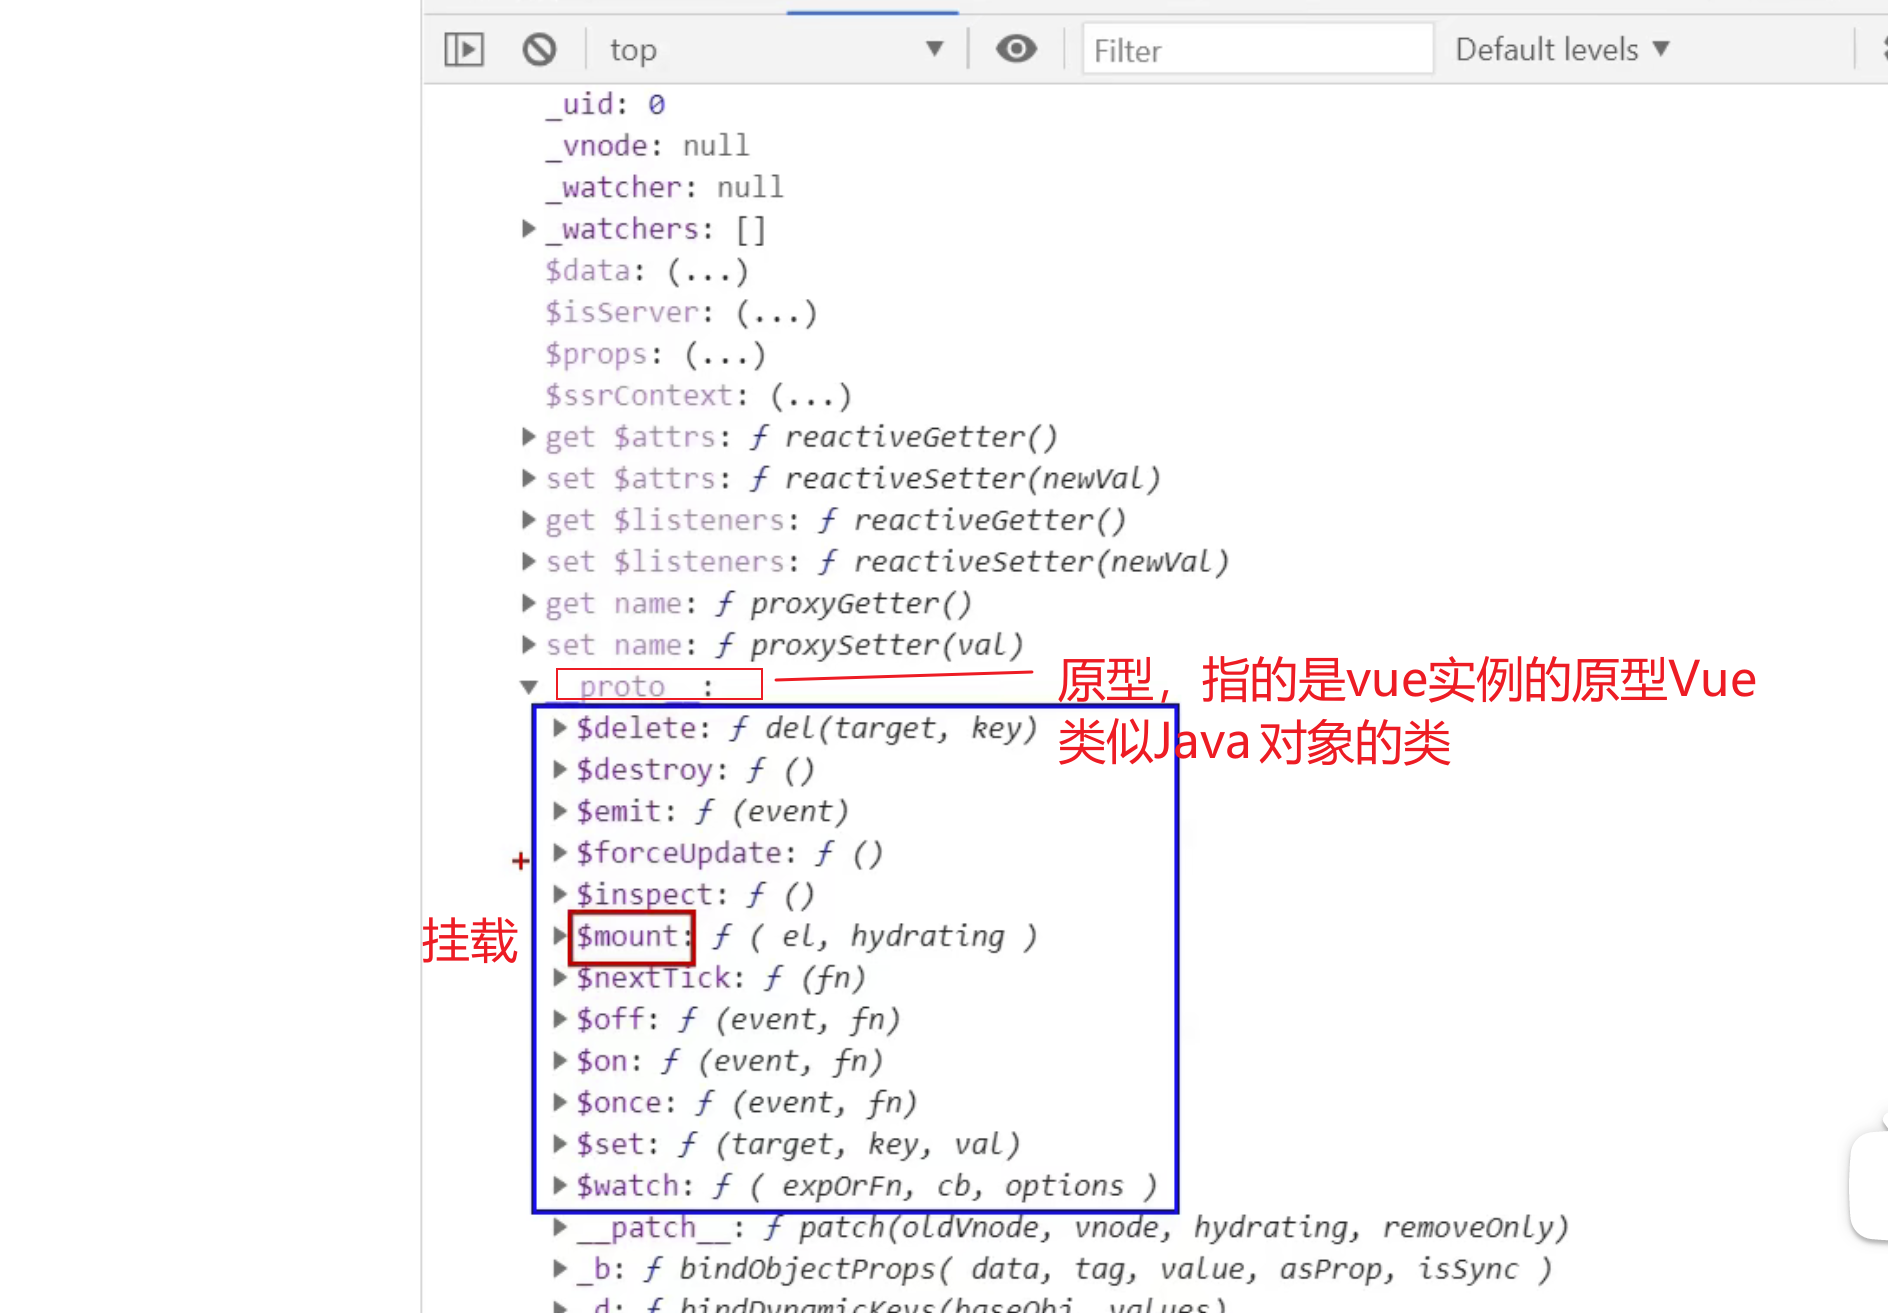 top Filter Default levels
_uid: 0
_vnode: null
_watcher: null
_watchers: []
$data: (...)
$isServer: (...)
$props: (...)
$ssrContext: (...)
get $attrs: ƒ reactiveGetter()
set $attrs: ƒ reactiveSetter(newVal)
get $listeners: ƒ reactiveGetter()
set $listeners: ƒ reactiveSetter(newVal)
get name: ƒ proxyGetter()
set name: ƒ proxySetter(val)
__proto__:
原型，指的是vue实例的原型Vue
类似Java对象的类
$delete: ƒ del(target, key)
$destroy: ƒ ()
$emit: ƒ (event)
$forceUpdate: ƒ ()
$inspect: ƒ ()
挂载
$mount: ƒ ( el, hydrating )
$nextTick: ƒ (fn)
$off: ƒ (event, fn)
$on: ƒ (event, fn)
$once: ƒ (event, fn)
$set: ƒ (target, key, val)
$watch: ƒ ( expOrFn, cb, options )
__patch__: ƒ patch(oldVnode, vnode, hydrating, removeOnly)
_b: ƒ bindObjectProps( data, tag, value, asProp, isSync )
_d: ƒ bindDynamicKeys(baseObj, values)